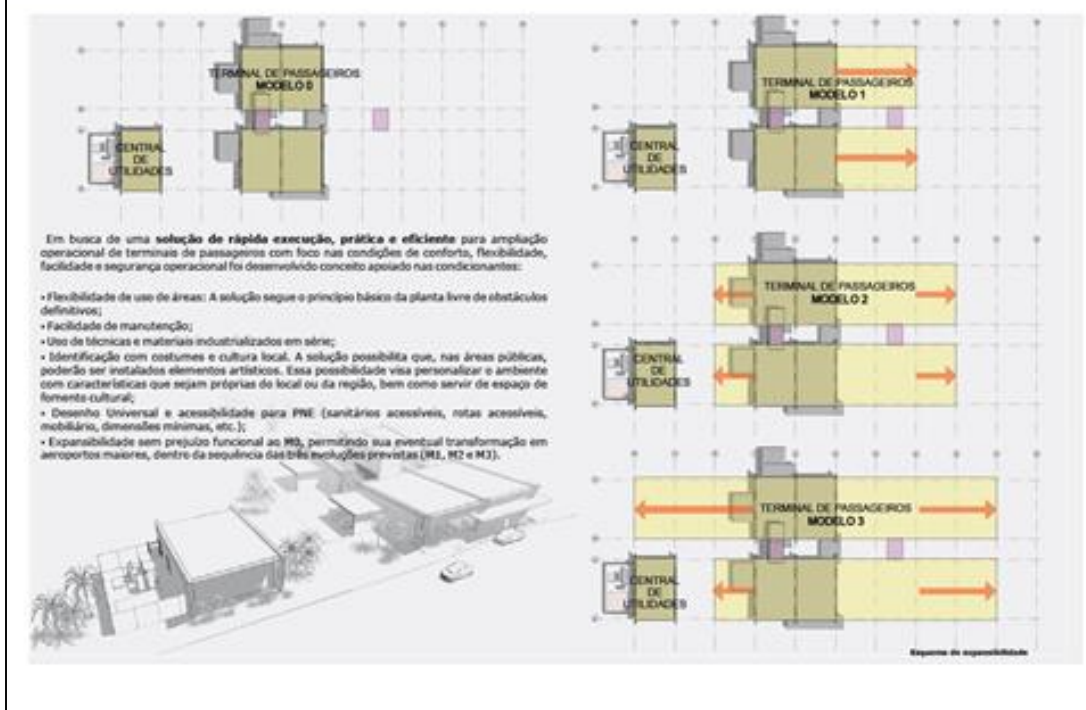 TERMINAL DE PASSAGEIROS
MODELO 0
CENTRAL
DE
UTILIDADES
Em busca de uma solução de rápida execução, prática e eficiente para ampliação
operacional de terminais de passageiros com foco nas condições de conforto, flexibilidade,
facilidade e segurança operacional foi desenvolvido conceito apoiado nas condicionantes:
• Flexibilidade de uso de áreas: A solução segue o princípio básico da planta livre de obstáculos
definitivos;
• Facilidade de manutenção;
• Uso de técnicas e materiais industrializados em série;
• Identificação com costumes e cultura local. A solução possibilita que, nas áreas públicas,
poderão ser instalados elementos artísticos. Essa possibilidade visa personalizar o ambiente
com características que sejam próprias do local ou da região, bem como servir de espaço de
fomento cultural;
• Desenho Universal e acessibilidade para PNE (sanitários acessíveis, rotas acessíveis,
mobiliário, dimensões mínimas, etc.);
• Expansibilidade sem prejuízo funcional ao M0, permitindo sua eventual transformação em
aeroportos maiores, dentro da sequência das três evoluções previstas (M1, M2 e M3).
TERMINAL DE PASSAGEIROS
MODELO 1
CENTRAL
DE
UTILIDADES
TERMINAL DE PASSAGEIROS
MODELO 2
CENTRAL
DE
UTILIDADES
TERMINAL DE PASSAGEIROS
MODELO 3
CENTRAL
DE
UTILIDADES
Esquema de expansibilidade